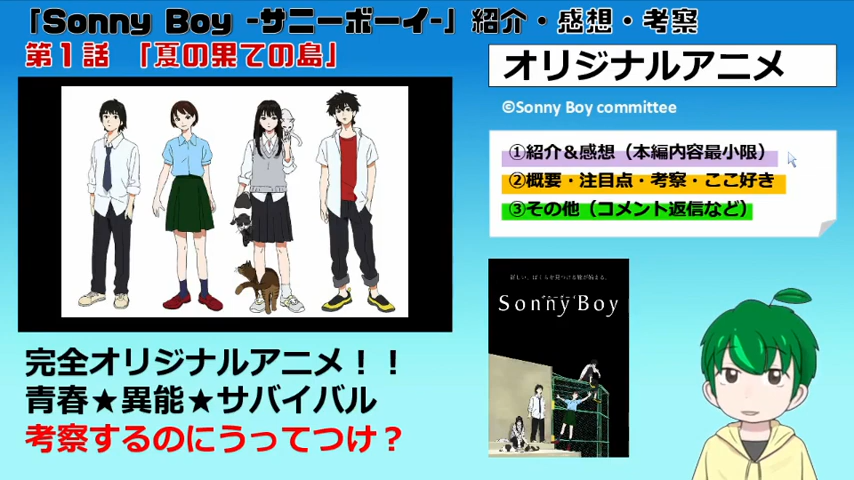 「Sonny Boy -サニーボーイ-」紹介・感想・考察
第１話 「夏の果ての島」
オリジナルアニメ
©Sonny Boy committee
①紹介＆感想（本編内容最小限）
②概要・注目点・考察・ここ好き
③その他（コメント返信など）
Sonny Boy
完全オリジナルアニメ！！
青春★異能★サバイバル
考察するのにうってつけ？